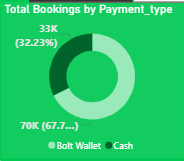 Total Bookings by Payment_type
33K
(32.23%)
70K (67.7...)
Bolt Wallet
Cash